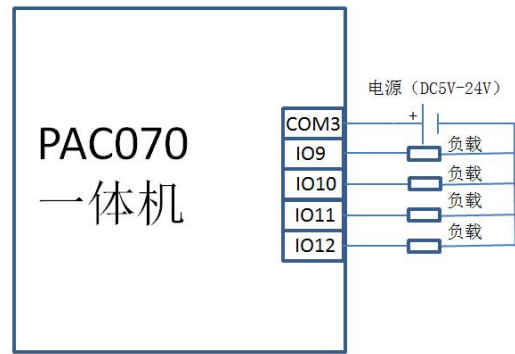 电源（DC5V-24V）
+
COM3
IO9
负载
IO10
负载
IO11
负载
IO12
负载
PAC070
一体机